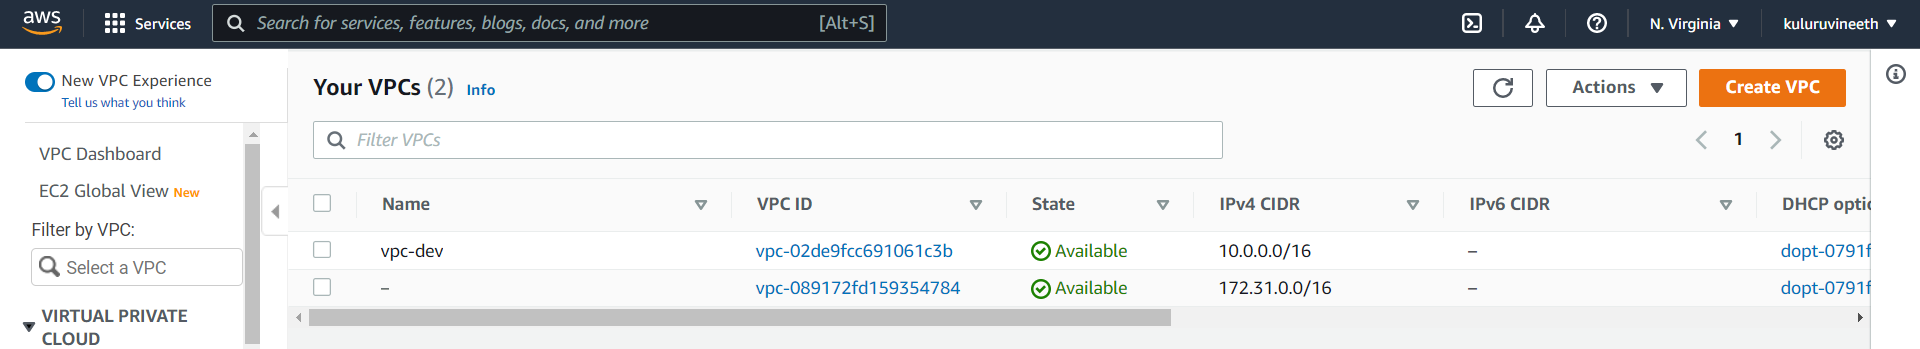 aws Services Search for services, features, blogs, docs, and more [Alt+S] N. Virginia kuluruvineeth
New VPC Experience
Tell us what you think
VPC Dashboard
EC2 Global View New
Filter by VPC:
Select a VPC
VIRTUAL PRIVATE
CLOUD
Your VPCs (2) Info Actions Create VPC
Filter VPCs 1
Name VPC ID State IPv4 CIDR IPv6 CIDR DHCP optic
vpc-dev vpc-02de9fcc691061c3b Available 10.0.0.0/16 – dopt-0791f
– vpc-089172fd159354784 Available 172.31.0.0/16 – dopt-0791f